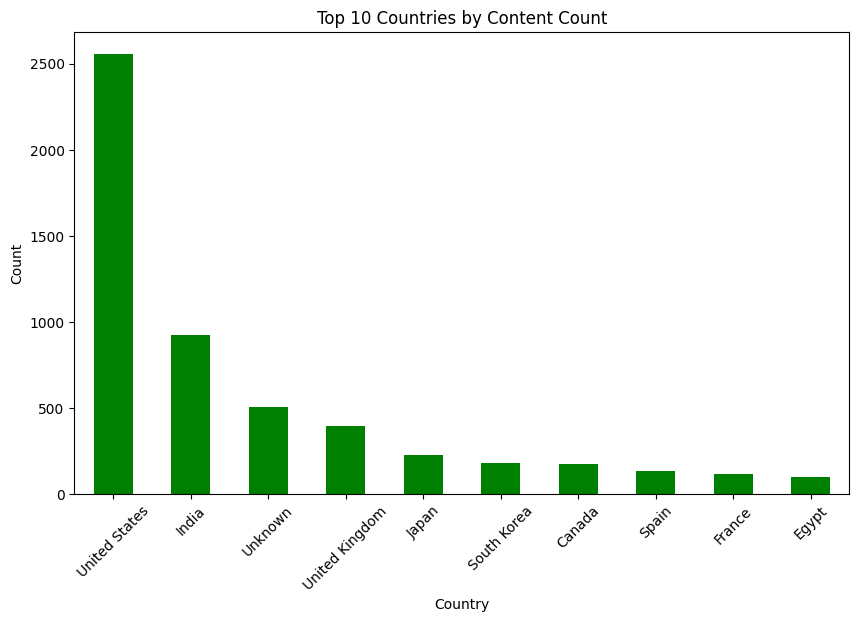 Top 10 Countries by Content Count
Count
2500
2000
1500
1000
500
0
United States
India
Unknown
United Kingdom
Japan
South Korea
Canada
Spain
France
Egypt
Country